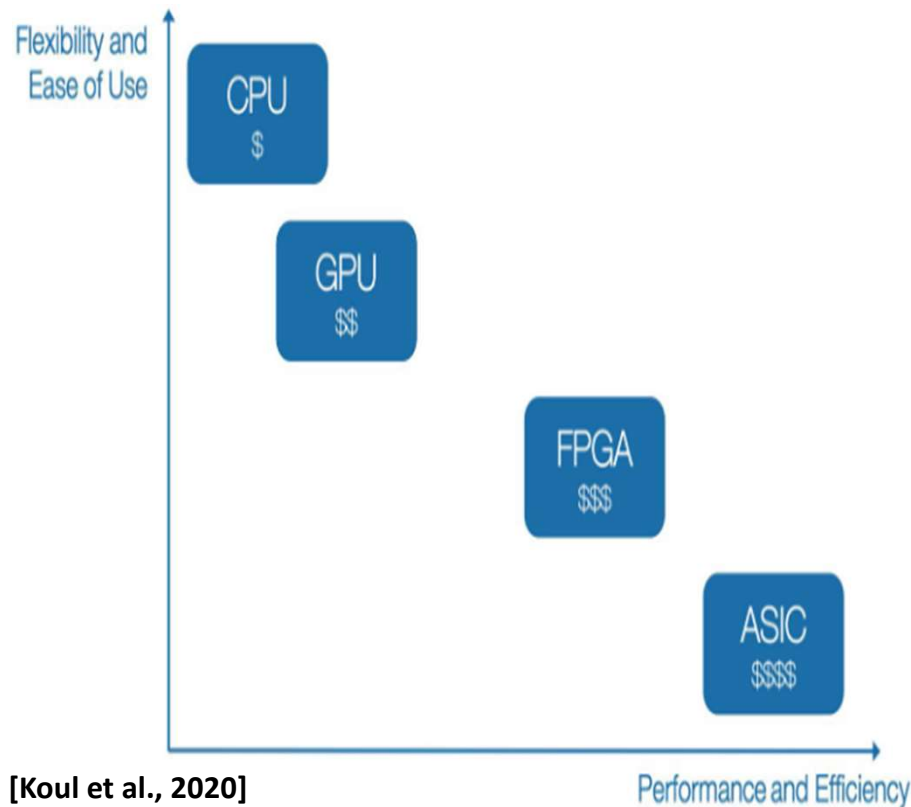 Flexibility and
Ease of Use
CPU
$
GPU
$$
FPGA
$$$
ASIC
$$$$
[Koul et al., 2020]
Performance and Efficiency